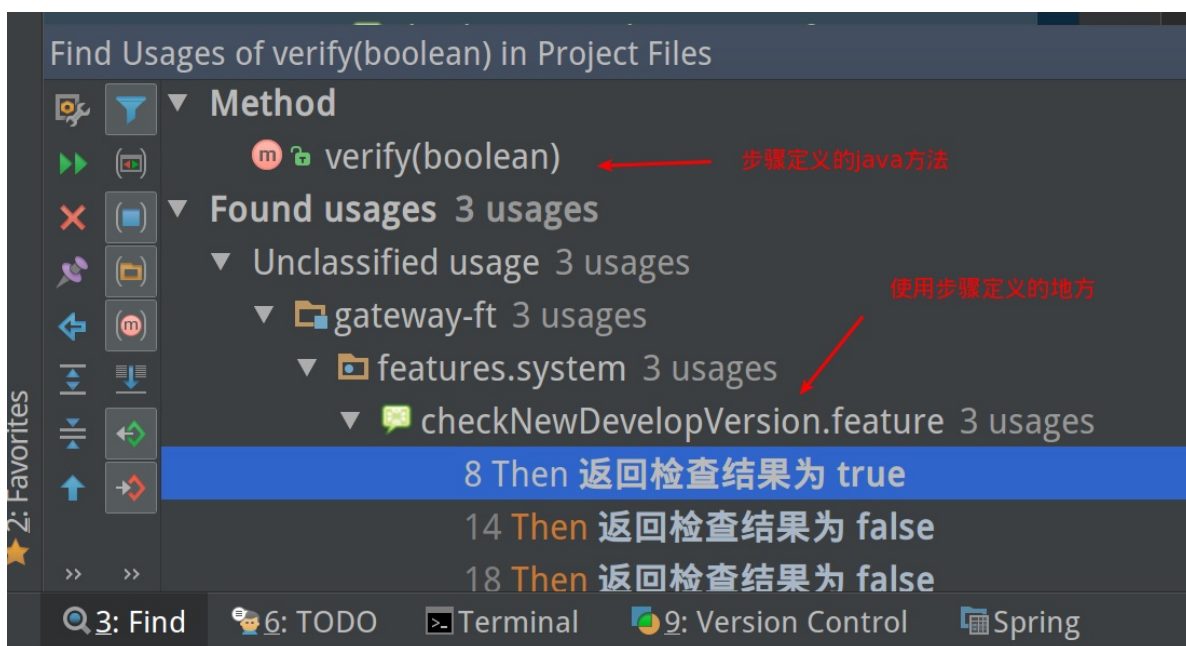 Find Usages of verify(boolean) in Project Files
Method
m verify(boolean)
步骤定义的java方法
Found usages 3 usages
Unclassified usage 3 usages
使用步骤定义的地方
gateway-ft 3 usages
features.system 3 usages
checkNewDevelopVersion.feature 3 usages
8 Then 返回检查结果为 true
14 Then 返回检查结果为 false
18 Then 返回检查结果为 false
2: Favorites
3: Find 6: TODO Terminal 9: Version Control Spring